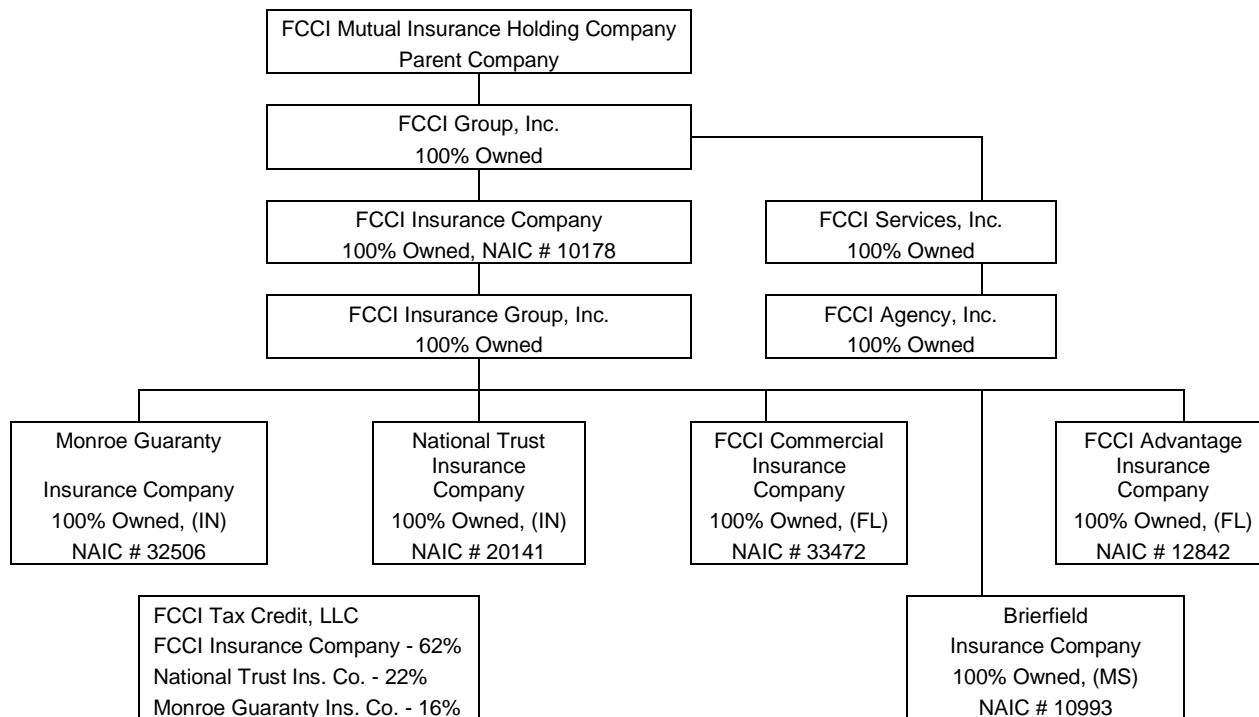 FCCI Mutual Insurance Holding Company
Parent Company
FCCI Group, Inc.
100% Owned
FCCI Insurance Company
100% Owned, NAIC # 10178
FCCI Services, Inc.
100% Owned
FCCI Insurance Group, Inc.
100% Owned
FCCI Agency, Inc.
100% Owned
Monroe Guaranty
Insurance Company
100% Owned, (IN)
NAIC # 32506
National Trust
Insurance
Company
100% Owned, (IN)
NAIC # 20141
FCCI Commercial
Insurance
Company
100% Owned, (FL)
NAIC # 33472
FCCI Advantage
Insurance
Company
100% Owned, (FL)
NAIC # 12842
FCCI Tax Credit, LLC
FCCI Insurance Company - 62%
National Trust Ins. Co. - 22%
Monroe Guaranty Ins. Co. - 16%
Brierfield
Insurance Company
100% Owned, (MS)
NAIC # 10993